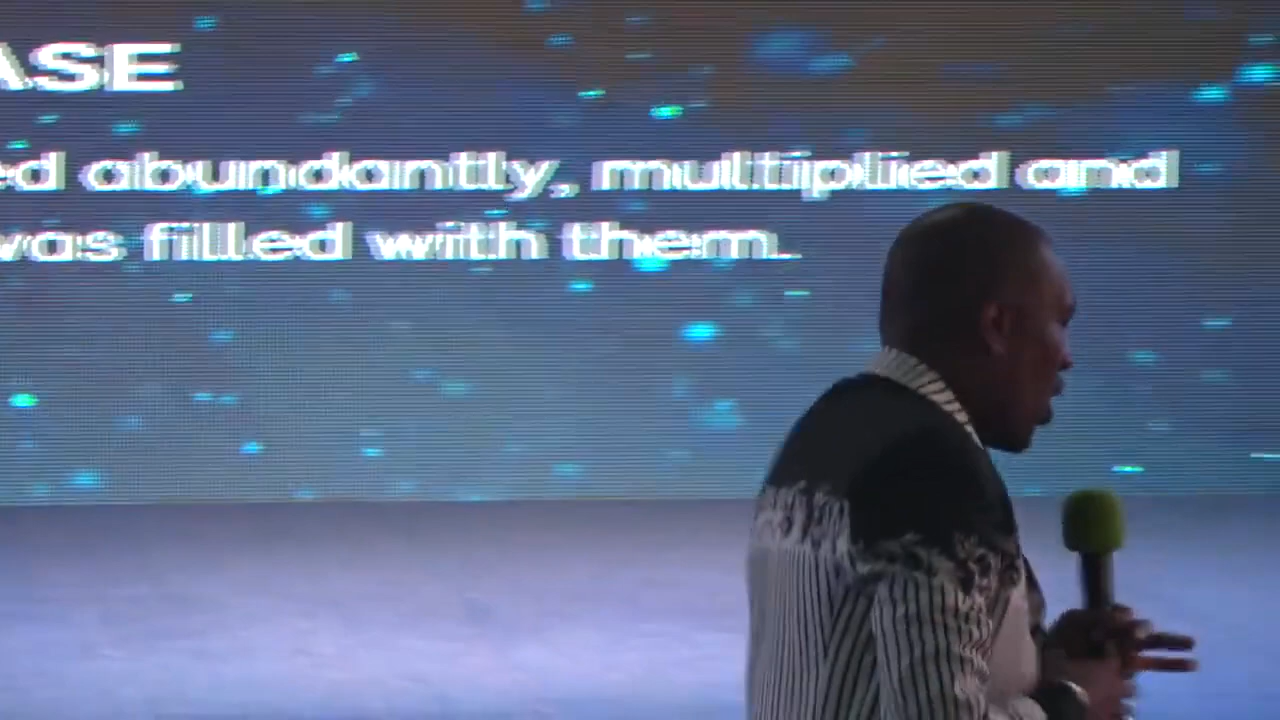 ASE
ed abundantly, multiplied and
was filled with them.